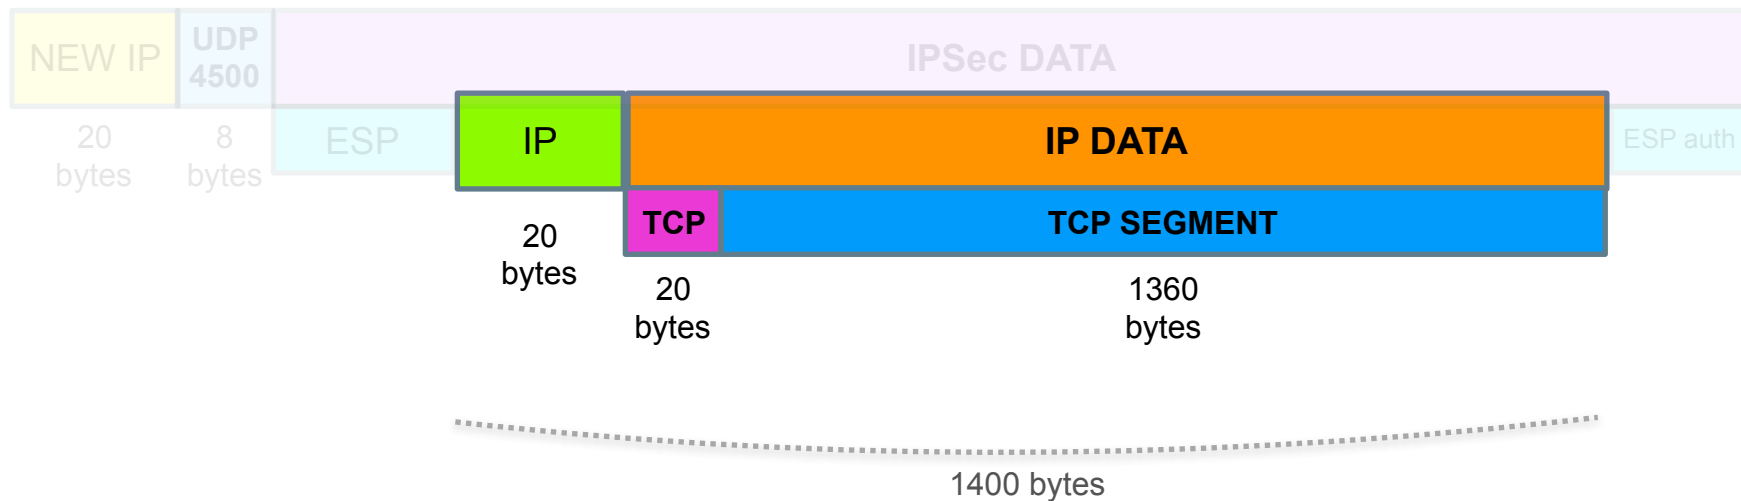 NEW IP
UDP
4500
IPSec DATA
20
bytes
8
bytes
ESP
IP
IP DATA
ESP auth
20
bytes
TCP
TCP SEGMENT
20
bytes
1360
bytes
1400 bytes